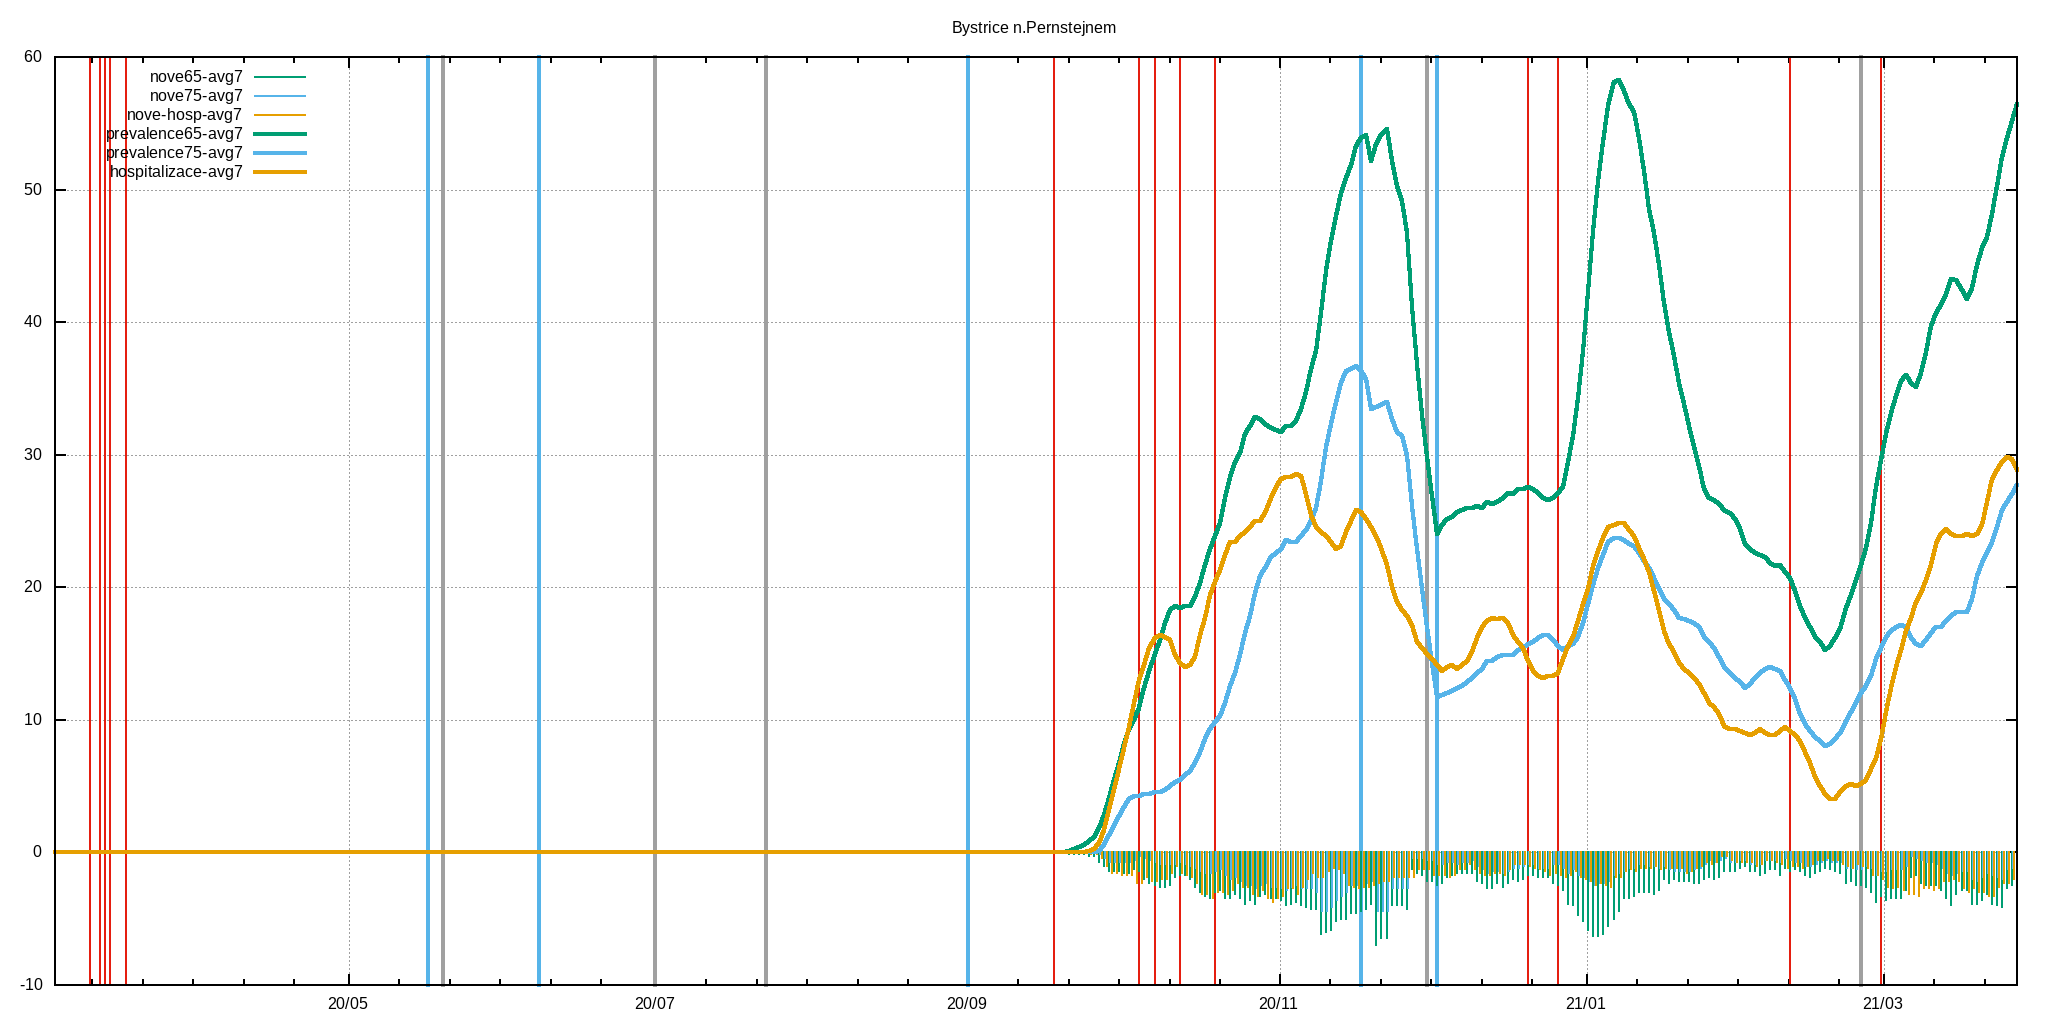 Bystrice n.Pernstejnem
60
nove65-avg7
nove75-avg7
nove-hosp-avg7
prevalence65-avg7
prevalence75-avg7
hospitalizace-avg7
50
40
30
20
10
0
-10
20/05 20/07 20/09 20/11 21/01 21/03